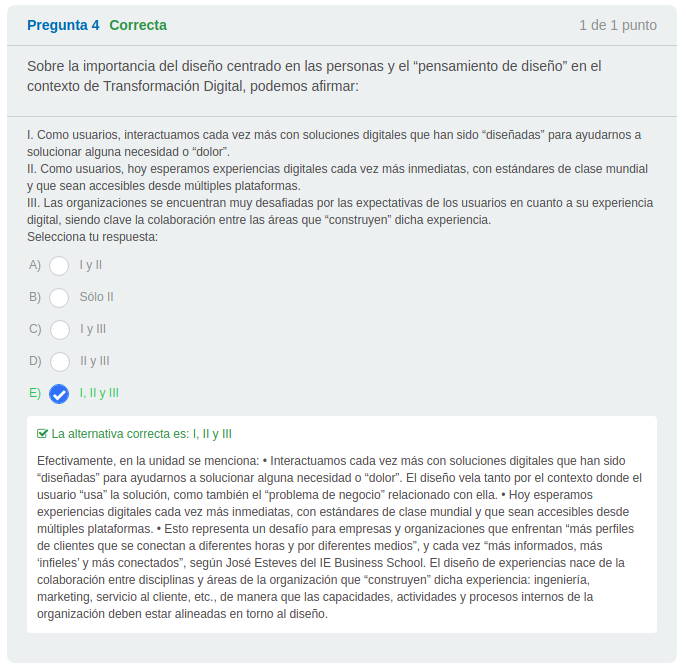 Pregunta 4 Correcta 1 de 1 punto
Sobre la importancia del diseño centrado en las personas y el “pensamiento de diseño” en el
contexto de Transformación Digital, podemos afirmar:
I. Como usuarios, interactuamos cada vez más con soluciones digitales que han sido “diseñadas” para ayudarnos a
solucionar alguna necesidad o “dolor”.
II. Como usuarios, hoy esperamos experiencias digitales cada vez más inmediatas, con estándares de clase mundial
y que sean accesibles desde múltiples plataformas.
III. Las organizaciones se encuentran muy desafiadas por las expectativas de los usuarios en cuanto a su experiencia
digital, siendo clave la colaboración entre las áreas que “construyen” dicha experiencia.
Selecciona tu respuesta:
A) I y II
B) Sólo II
C) I y III
D) II y III
E) I, II y III
La alternativa correcta es: I, II y III
Efectivamente, en la unidad se menciona: • Interactuamos cada vez más con soluciones digitales que han sido
“diseñadas” para ayudarnos a solucionar alguna necesidad o “dolor”. El diseño vela tanto por el contexto donde el
usuario “usa” la solución, como también el “problema de negocio” relacionado con ella. • Hoy esperamos
experiencias digitales cada vez más inmediatas, con estándares de clase mundial y que sean accesibles desde
múltiples plataformas. • Esto representa un desafío para empresas y organizaciones que enfrentan “más perfiles
de clientes que se conectan a diferentes horas y por diferentes medios”, y cada vez “más informados, más
‘infieles’ y más conectados”, según José Esteves del IE Business School. El diseño de experiencias nace de la
colaboración entre disciplinas y áreas de la organización que “construyen” dicha experiencia: ingeniería,
marketing, servicio al cliente, etc., de manera que las capacidades, actividades y procesos internos de la
organización deben estar alineadas en torno al diseño.